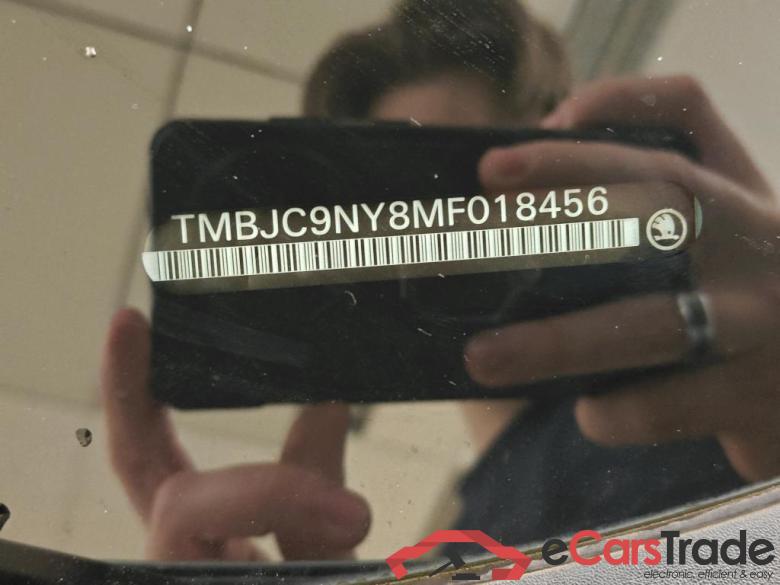 TMBJC9NY8MF018456
eCarsTrade
electronic, efficient & easy